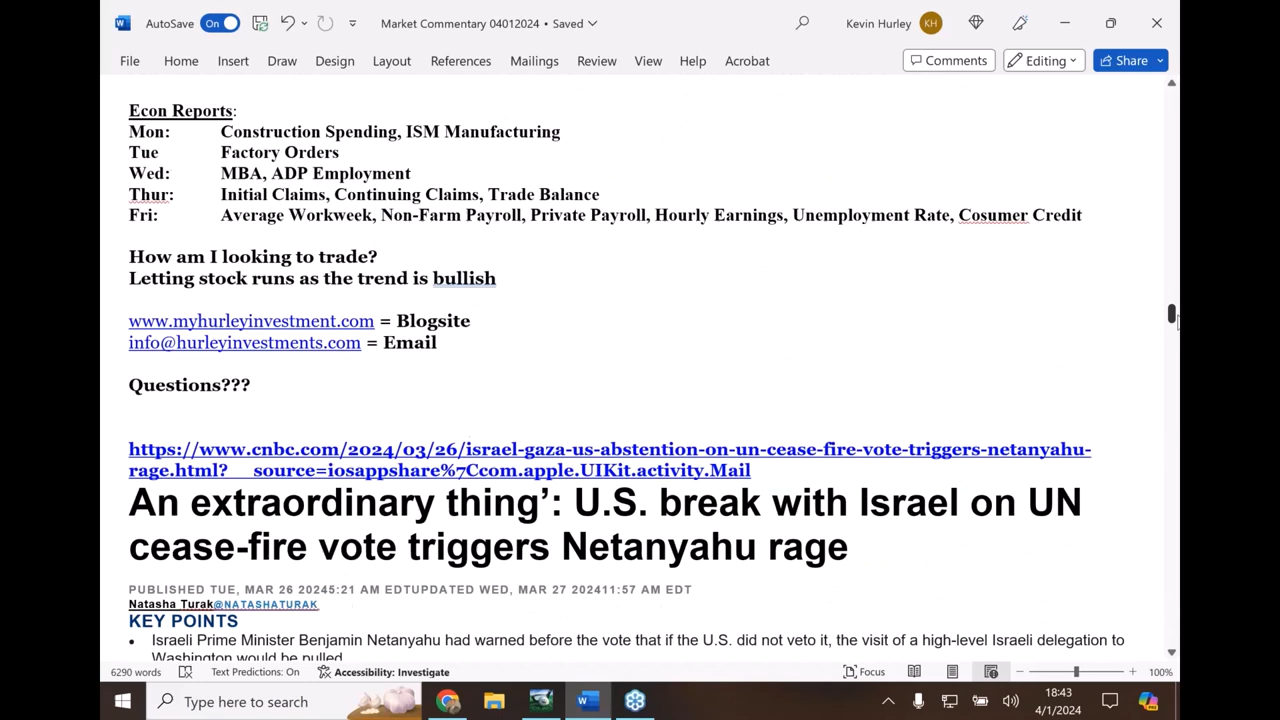 AutoSave On Market Commentary 04012024 • Saved Kevin Hurley KH
File Home Insert Draw Design Layout References Mailings Review View Help Acrobat Comments Editing Share
Econ Reports:
Mon: Construction Spending, ISM Manufacturing
Tue Factory Orders
Wed: MBA, ADP Employment
Thur: Initial Claims, Continuing Claims, Trade Balance
Fri: Average Workweek, Non-Farm Payroll, Private Payroll, Hourly Earnings, Unemployment Rate, Cosumer Credit
How am I looking to trade?
Letting stock runs as the trend is bullish
www.myhurleyinvestment.com = Blogsite
info@hurleyinvestments.com = Email
Questions???
https://www.cnbc.com/2024/03/26/israel-gaza-us-abstention-on-un-cease-fire-vote-triggers-netanyahu-
rage.html?__source=iosappshare%7Ccom.apple.UIKit.activity.Mail
An extraordinary thing’: U.S. break with Israel on UN
cease-fire vote triggers Netanyahu rage
PUBLISHED TUE, MAR 26 20245:21 AM EDTUPDATED WED, MAR 27 202411:57 AM EDT
Natasha Turak@NATASHATURAK
KEY POINTS
• Israeli Prime Minister Benjamin Netanyahu had warned before the vote that if the U.S. did not veto it, the visit of a high-level Israeli delegation to
Washington would be pulled.
6290 words Text Predictions: On Accessibility: Investigate Focus 100%
Type here to search 18:43
4/1/2024